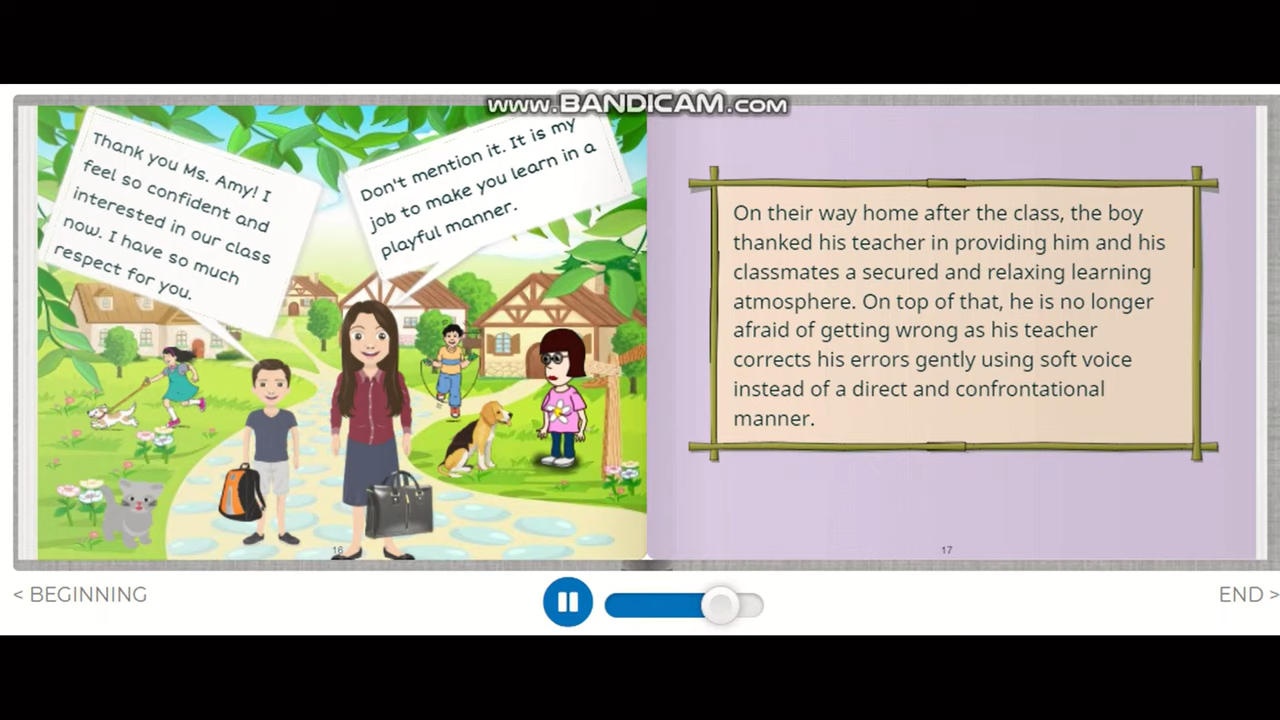 www.BANDICAM.com
Thank you Ms. Amy! I
feel so confident and
interested in our class
now. I have so much
respect for you.
Don't mention it. It is my
job to make you learn in a
playful manner.
On their way home after the class, the boy
thanked his teacher in providing him and his
classmates a secured and relaxing learning
atmosphere. On top of that, he is no longer
afraid of getting wrong as his teacher
corrects his errors gently using soft voice
instead of a direct and confrontational
manner.
16
17
< BEGINNING
END >